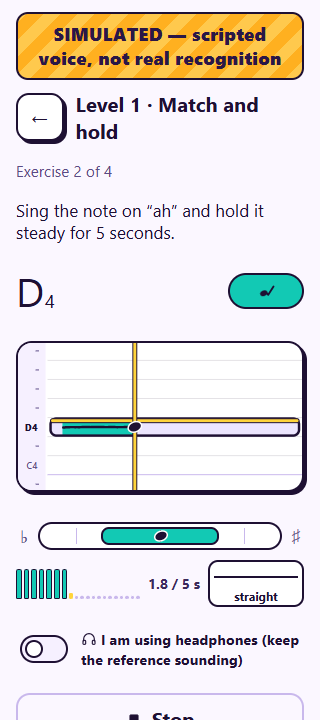 SIMULATED — scripted
voice, not real recognition
← Level 1 · Match and
hold
Exercise 2 of 4
Sing the note on “ah” and hold it
steady for 5 seconds.
D4
D4
C4
♭ ♯
1.8 / 5 s
straight
I am using headphones (keep
the reference sounding)
Stop